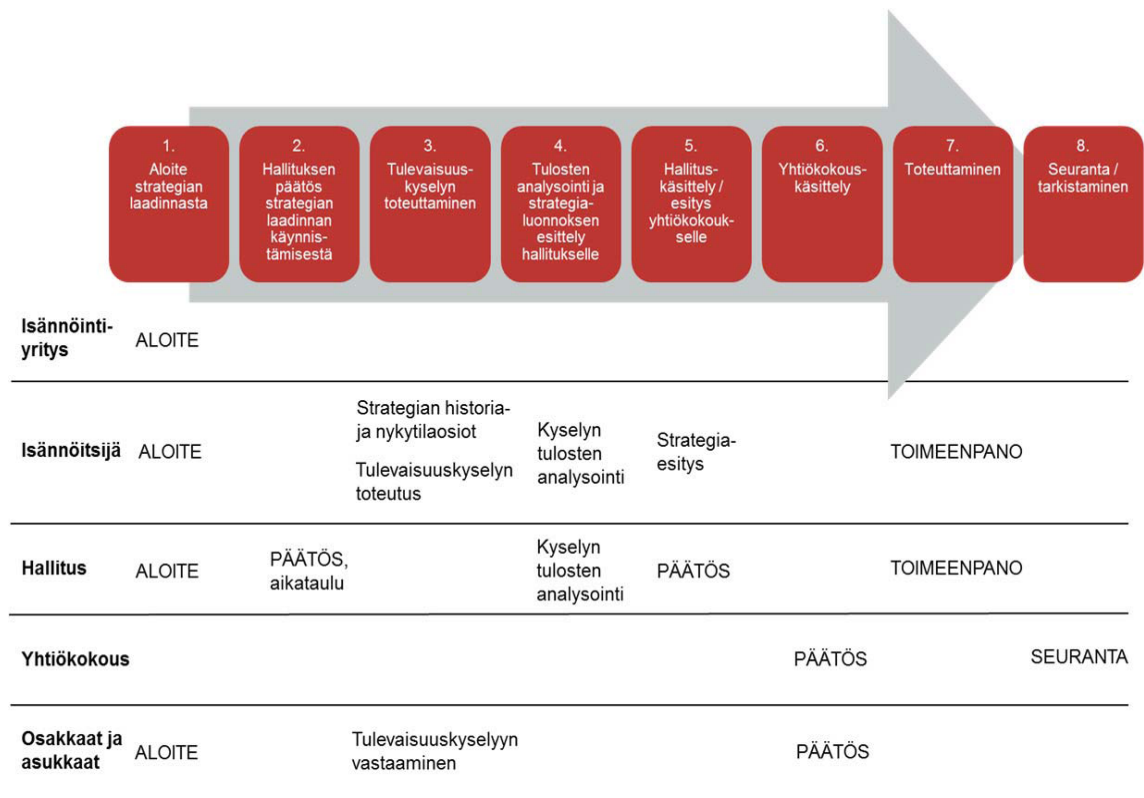 1.
Aloite
strategian
laadinnasta
2.
Hallituksen
päätös
strategian
laadinnan
käynnis-
tämisestä
3.
Tulevaisuus-
kyselyn
toteuttaminen
4.
Tulosten
analysointi ja
strategia-
luonnoksen
esittely
hallitukselle
5.
Hallitus-
käsittely /
esitys
yhtiökokouk-
selle
6.
Yhtiökokous-
käsittely
7.
Toteuttaminen
8.
Seuranta /
tarkistaminen
Isännöinti-
yritys
ALOITE
Isännöitsijä
ALOITE
Strategian historia-
ja nykytilaosiot
Tulevaisuuskyselyn
toteutus
Kyselyn
tulosten
analysointi
Strategia-
esitys
TOIMEENPANO
Hallitus
ALOITE
PÄÄTÖS,
aikataulu
Kyselyn
tulosten
analysointi
PÄÄTÖS
TOIMEENPANO
Yhtiökokous
PÄÄTÖS
SEURANTA
Osakkaat ja
asukkaat
ALOITE
Tulevaisuuskyselyyn
vastaaminen
PÄÄTÖS